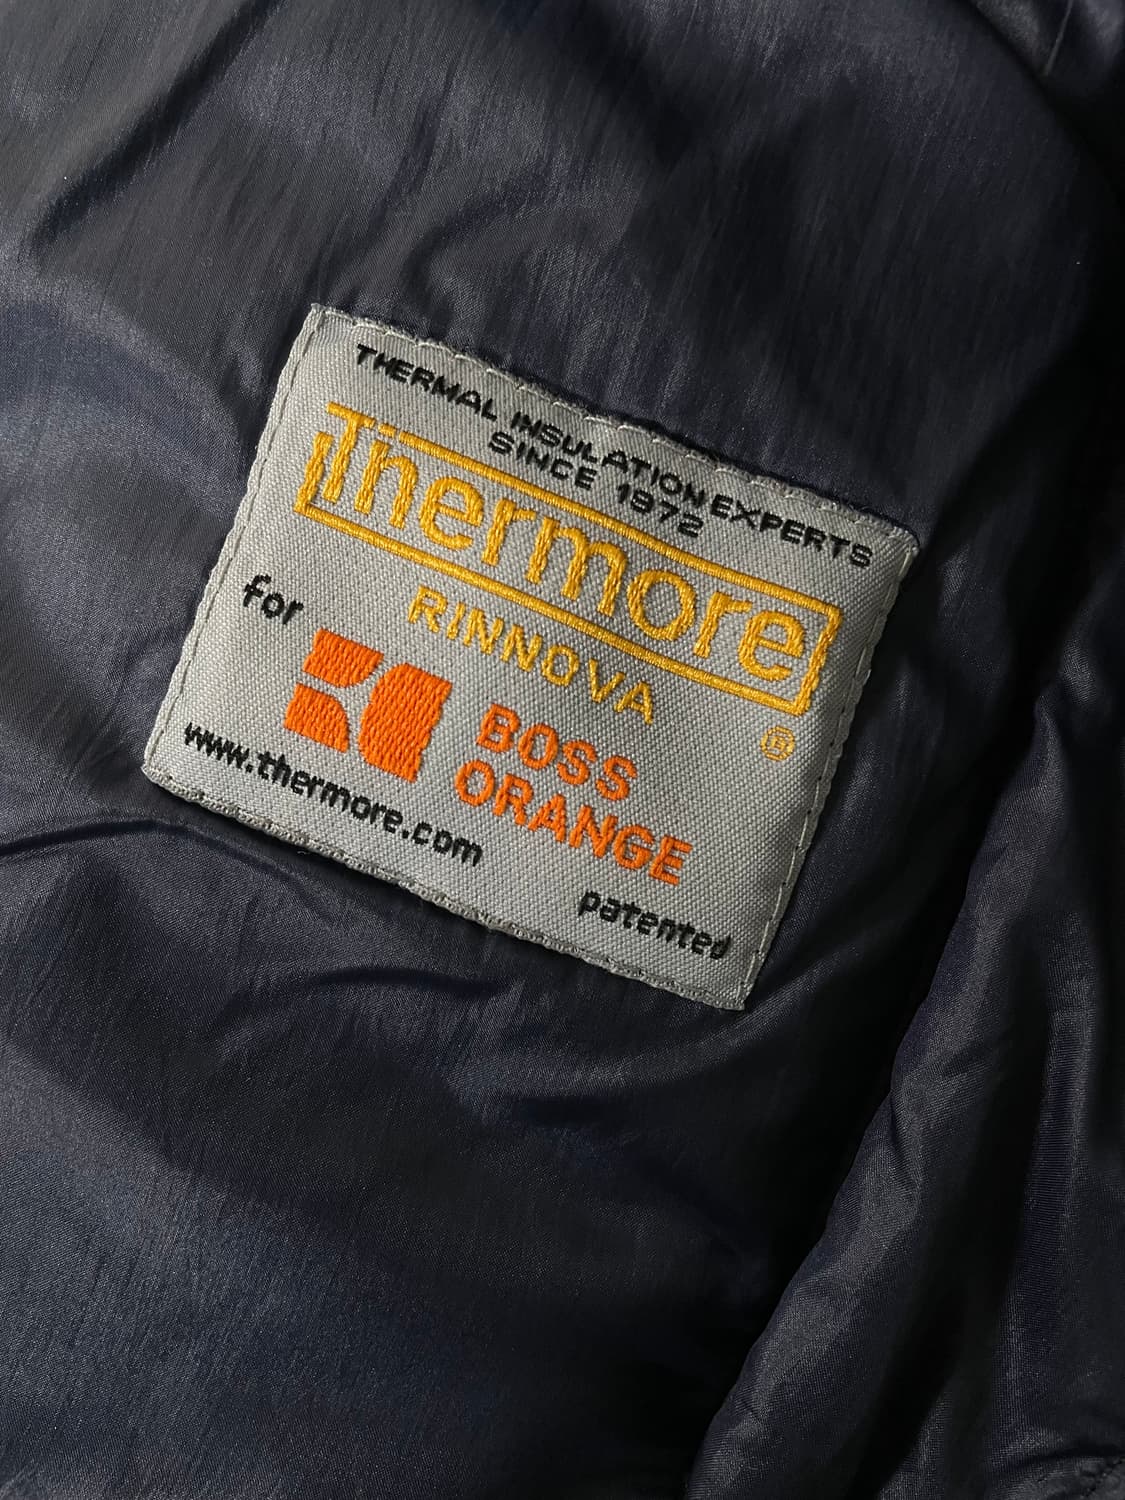 THERMAL INSULATION EXPERTS
SINCE 1972
Thermore
RINNOVA
®
for
BOSS
ORANGE
www.thermore.com
patented